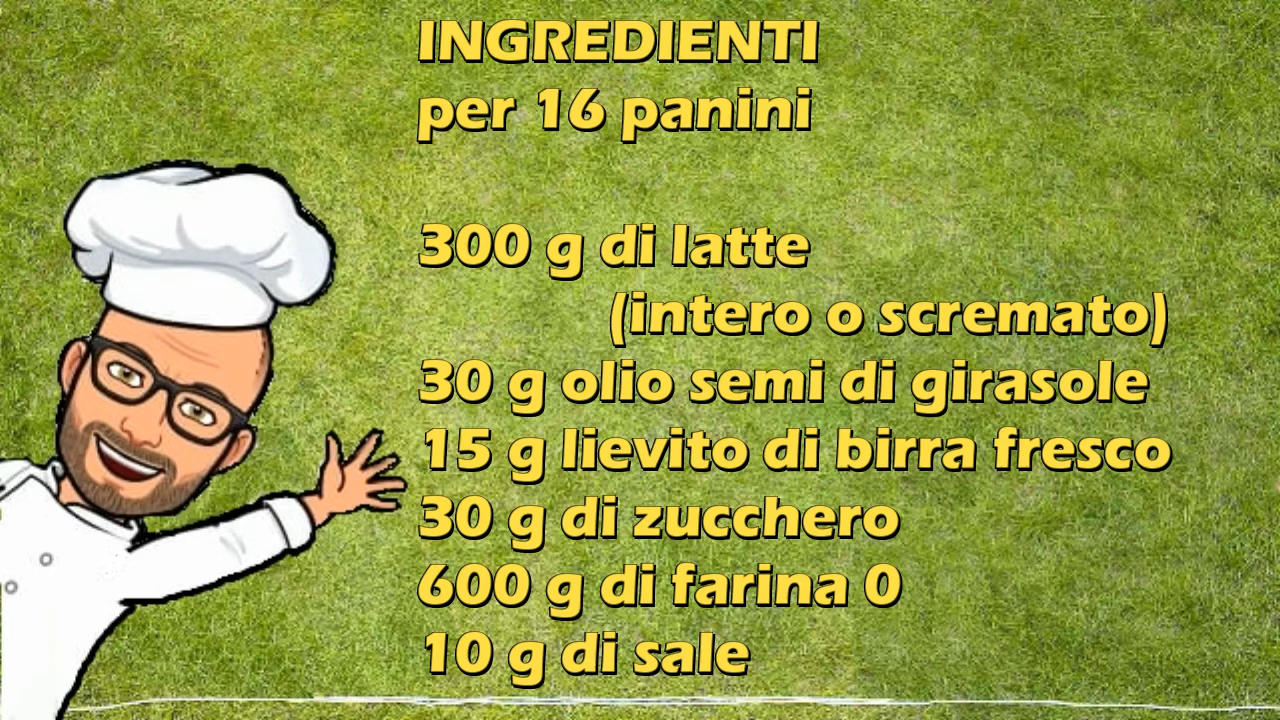 INGREDIENTI
per 16 panini
300 g di latte
(intero o scremato)
30 g olio semi di girasole
15 g lievito di birra fresco
30 g di zucchero
600 g di farina 0
10 g di sale